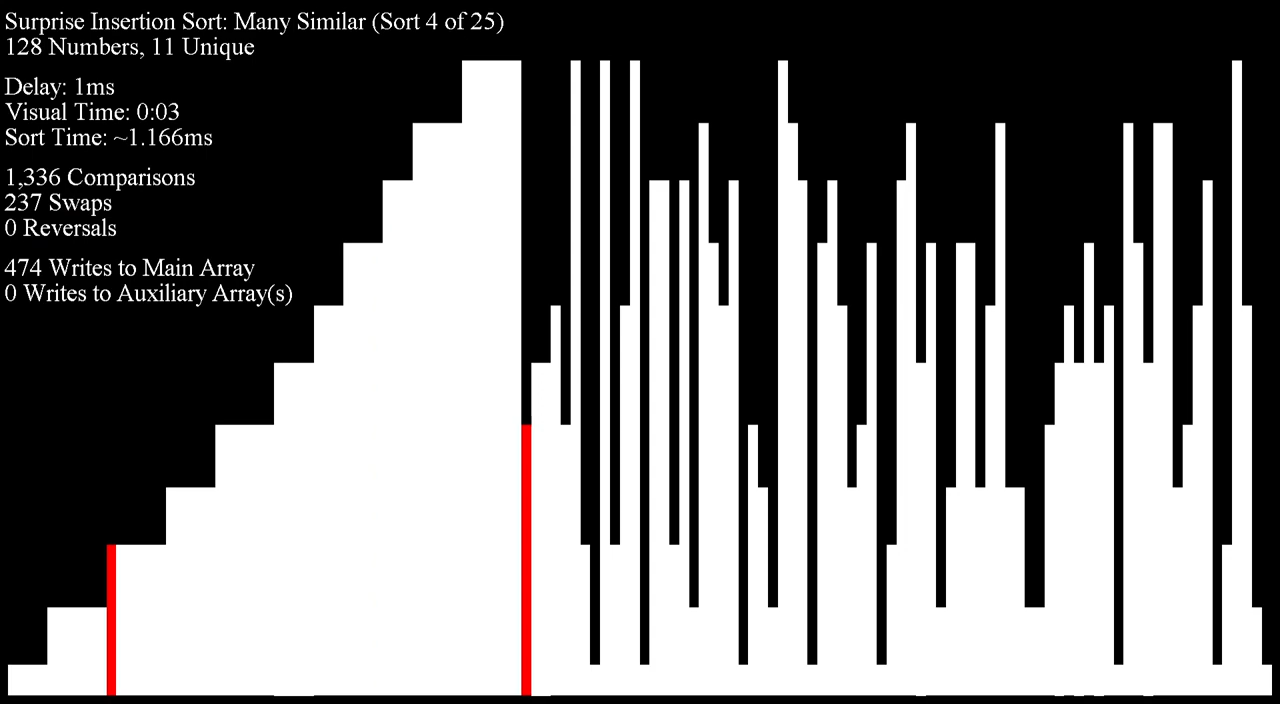 Surprise Insertion Sort: Many Similar (Sort 4 of 25)
128 Numbers, 11 Unique
Delay: 1ms
Visual Time: 0:03
Sort Time: ~1.166ms
1,336 Comparisons
237 Swaps
0 Reversals
474 Writes to Main Array
0 Writes to Auxiliary Array(s)